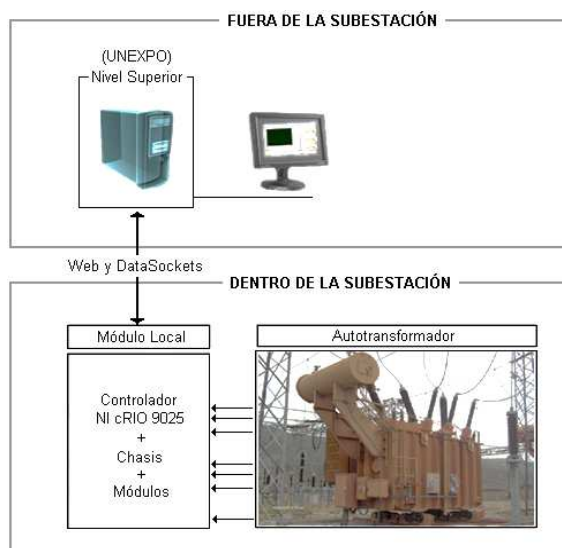 FUERA DE LA SUBESTACIÓN
(UNEXPO)
Nivel Superior
Web y DataSockets
DENTRO DE LA SUBESTACIÓN
Módulo Local
Autotransformador
Controlador
NI cRIO 9025
+
Chasis
+
Módulos